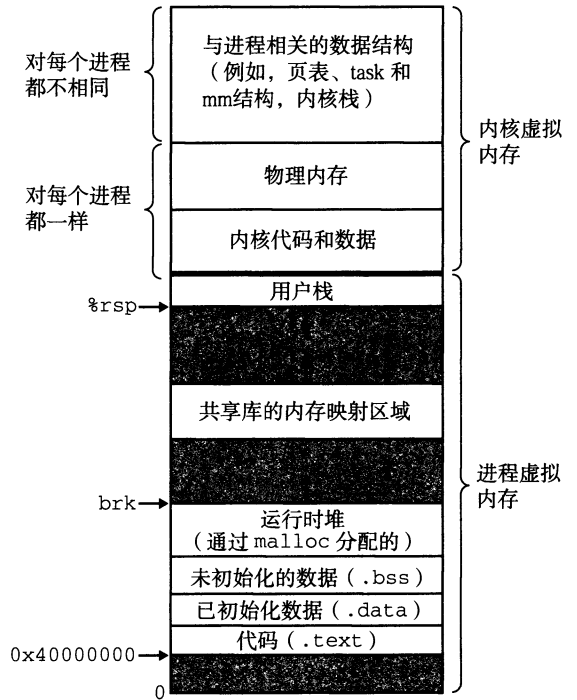 对每个进程
都不相同
与进程相关的数据结构
（例如，页表、task 和
mm结构，内核栈）
内核虚拟
内存
对每个进程
都一样
物理内存
内核代码和数据
用户栈
%rsp
共享库的内存映射区域
进程虚拟
内存
brk
运行时堆
（通过 malloc 分配的）
未初始化的数据（.bss）
已初始化数据（.data）
代码（.text）
0x40000000
0